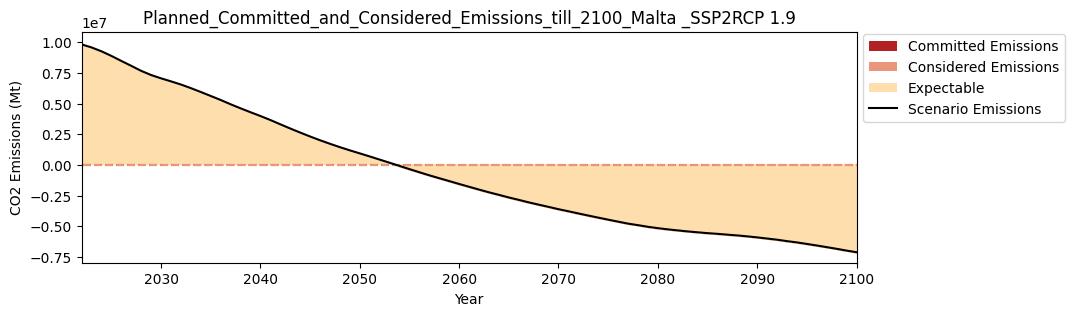 Planned_Committed_and_Considered_Emissions_till_2100_Malta _SSP2RCP 1.9
1e7
1.00
0.75
0.50
0.25
0.00
−0.25
−0.50
−0.75
CO2 Emissions (Mt)
2030 2040 2050 2060 2070 2080 2090 2100
Year
Committed Emissions
Considered Emissions
Expectable
Scenario Emissions